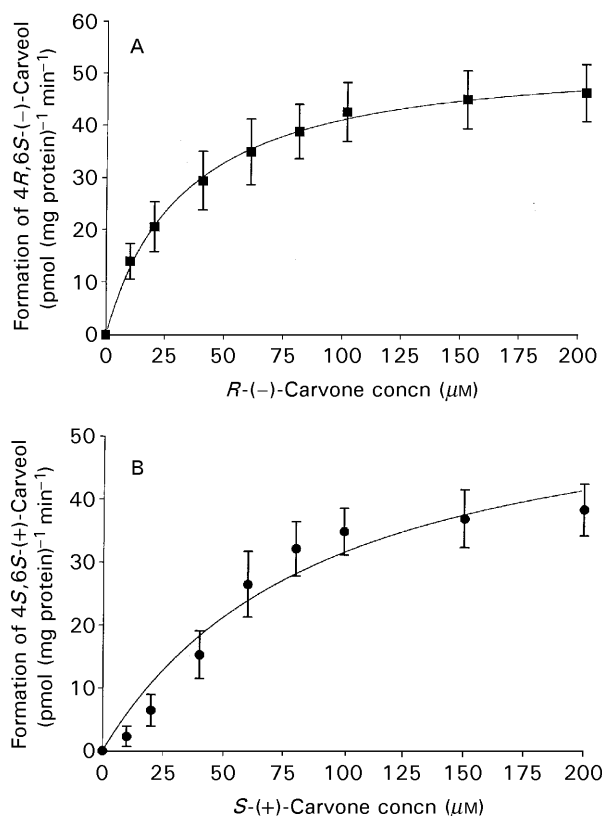 A
60
50
40
30
20
10
0
Formation of 4R,6S-(−)-Carveol
(pmol (mg protein)⁻¹ min⁻¹)
0 25 50 75 100 125 150 175 200
R-(−)-Carvone concn (μM)
B
50
40
30
20
10
0
Formation of 4S,6S-(+)-Carveol
(pmol (mg protein)⁻¹ min⁻¹)
0 25 50 75 100 125 150 175 200
S-(+)-Carvone concn (μM)